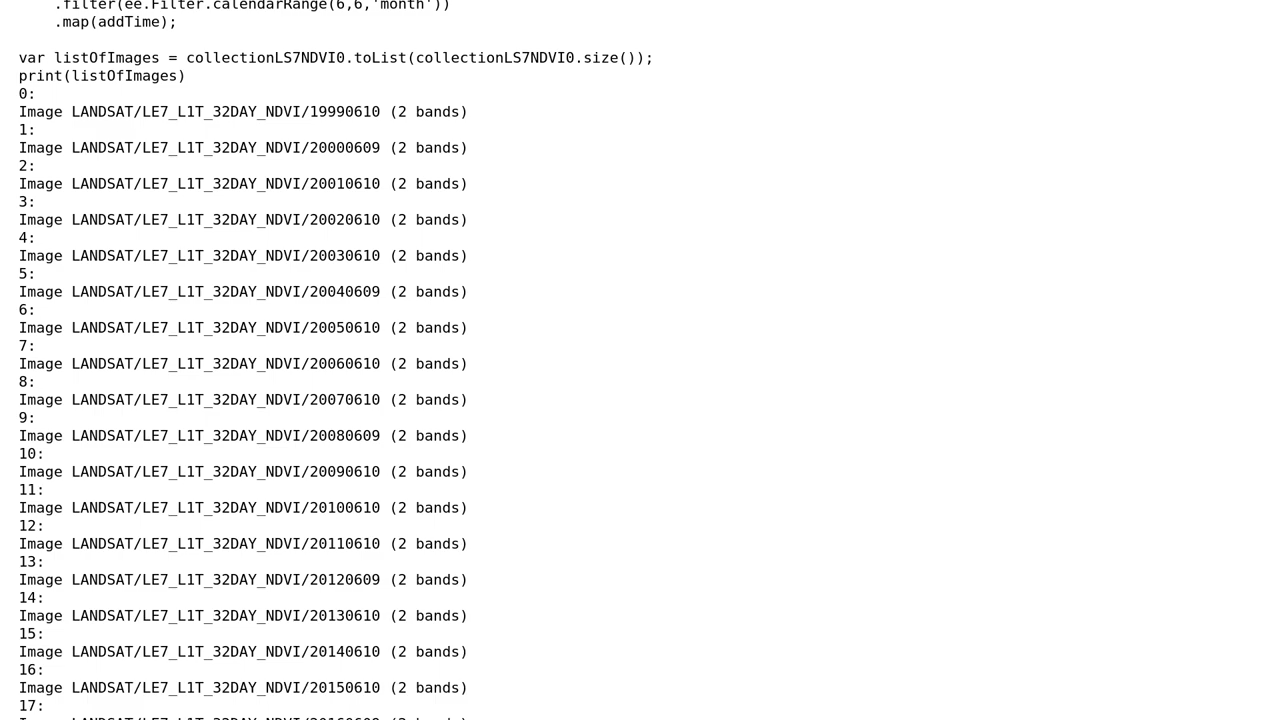 .filter(ee.Filter.calendarRange(6,6,'month'))
.map(addTime);
var listOfImages = collectionLS7NDVI0.toList(collectionLS7NDVI0.size());
print(listOfImages)
0:
Image LANDSAT/LE7_L1T_32DAY_NDVI/19990610 (2 bands)
1:
Image LANDSAT/LE7_L1T_32DAY_NDVI/20000609 (2 bands)
2:
Image LANDSAT/LE7_L1T_32DAY_NDVI/20010610 (2 bands)
3:
Image LANDSAT/LE7_L1T_32DAY_NDVI/20020610 (2 bands)
4:
Image LANDSAT/LE7_L1T_32DAY_NDVI/20030610 (2 bands)
5:
Image LANDSAT/LE7_L1T_32DAY_NDVI/20040609 (2 bands)
6:
Image LANDSAT/LE7_L1T_32DAY_NDVI/20050610 (2 bands)
7:
Image LANDSAT/LE7_L1T_32DAY_NDVI/20060610 (2 bands)
8:
Image LANDSAT/LE7_L1T_32DAY_NDVI/20070610 (2 bands)
9:
Image LANDSAT/LE7_L1T_32DAY_NDVI/20080609 (2 bands)
10:
Image LANDSAT/LE7_L1T_32DAY_NDVI/20090610 (2 bands)
11:
Image LANDSAT/LE7_L1T_32DAY_NDVI/20100610 (2 bands)
12:
Image LANDSAT/LE7_L1T_32DAY_NDVI/20110610 (2 bands)
13:
Image LANDSAT/LE7_L1T_32DAY_NDVI/20120609 (2 bands)
14:
Image LANDSAT/LE7_L1T_32DAY_NDVI/20130610 (2 bands)
15:
Image LANDSAT/LE7_L1T_32DAY_NDVI/20140610 (2 bands)
16:
Image LANDSAT/LE7_L1T_32DAY_NDVI/20150610 (2 bands)
17: